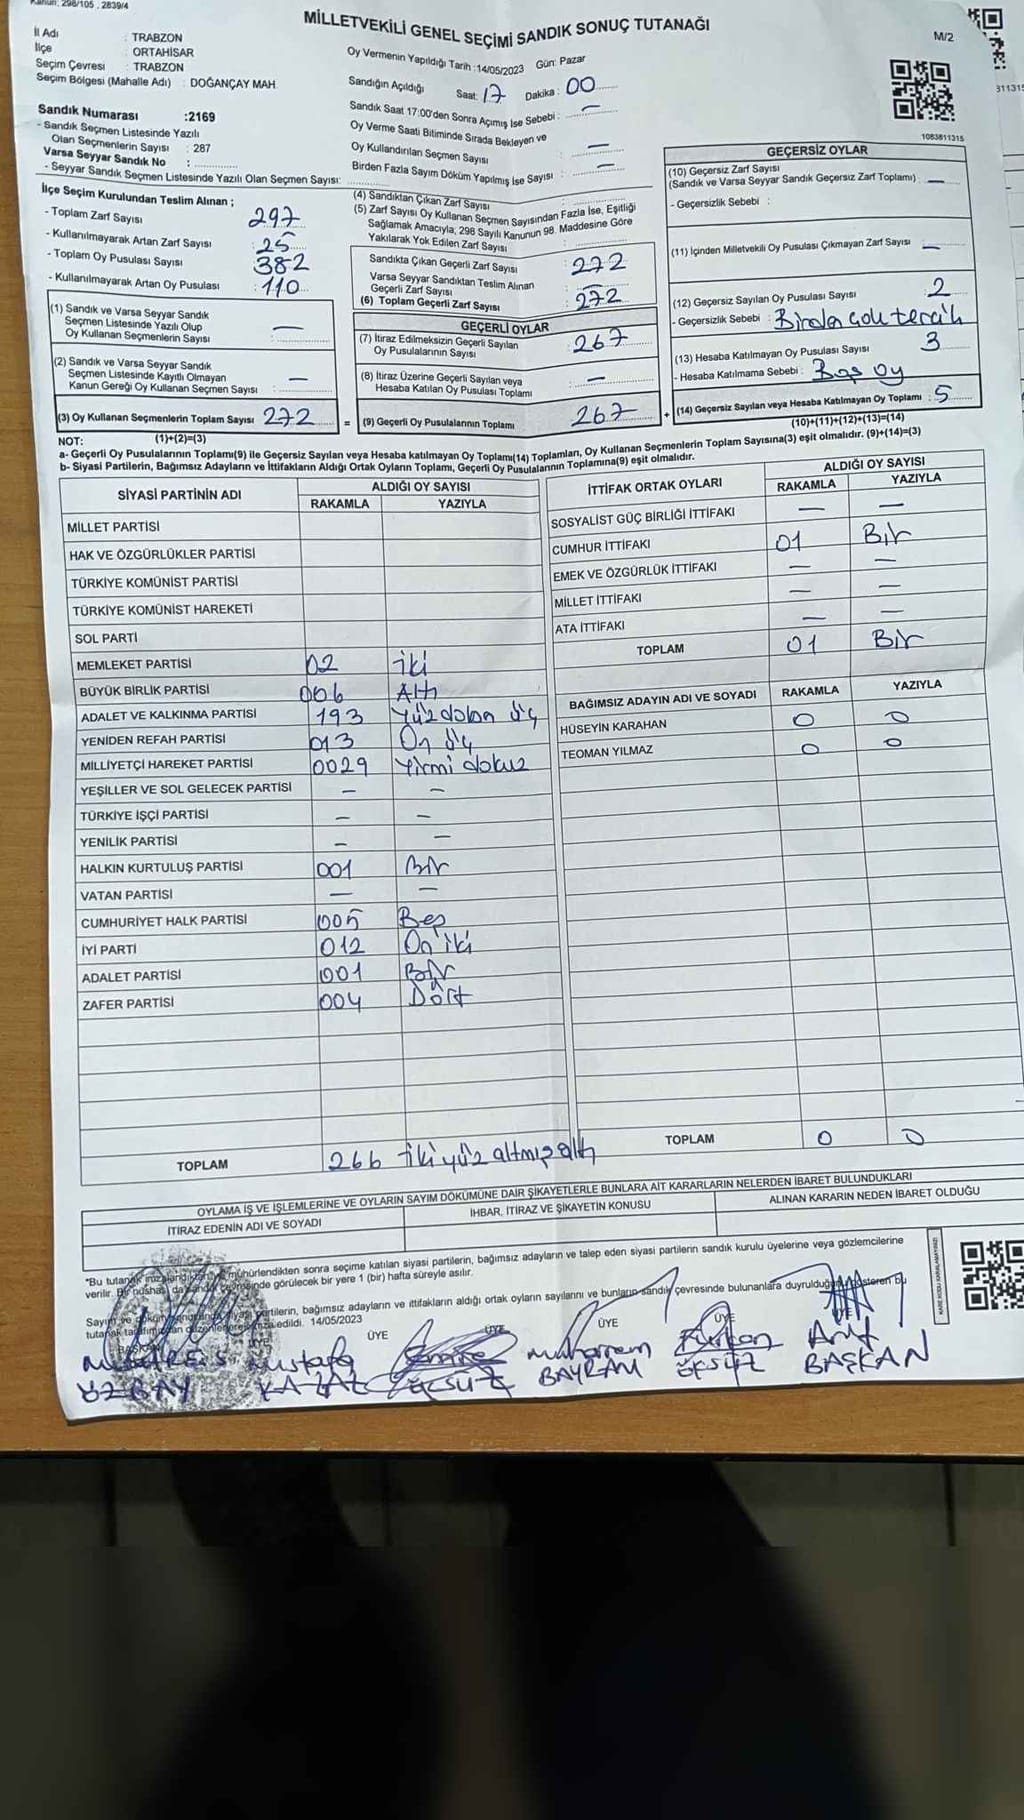 Kanun: 298/105 , 2839/4
MİLLETVEKİLİ GENEL SEÇİMİ SANDIK SONUÇ TUTANAĞI
M/2
İl Adı : TRABZON
İlçe : ORTAHİSAR
Seçim Çevresi : TRABZON
Seçim Bölgesi (Mahalle Adı) : DOĞANÇAY MAH.
Oy Vermenin Yapıldığı Tarih :14/05/2023 Gün: Pazar
Sandığın Açıldığı Saat: 17 Dakika : 00
Sandık Saat 17:00'den Sonra Açımış İse Sebebi : —
Oy Verme Saati Bitiminde Sırada Bekleyen ve
Oy Kullandırılan Seçmen Sayısı : —
Birden Fazla Sayım Döküm Yapılmış İse Sayısı : —
1083811315
31131
Sandık Numarası :2169
- Sandık Seçmen Listesinde Yazılı
Olan Seçmenlerin Sayısı : 287
Varsa Seyyar Sandık No :
- Seyyar Sandık Seçmen Listesinde Yazılı Olan Seçmen Sayısı:
İlçe Seçim Kurulundan Teslim Alınan ;
- Toplam Zarf Sayısı : 297
- Kullanılmayarak Artan Zarf Sayısı : 25
- Toplam Oy Pusulası Sayısı : 382
- Kullanılmayarak Artan Oy Pusulası : 110
(1) Sandık ve Varsa Seyyar Sandık
Seçmen Listesinde Yazılı Olup
Oy Kullanan Seçmenlerin Sayısı : —
(2) Sandık ve Varsa Seyyar Sandık
Seçmen Listesinde Kayıtlı Olmayan
Kanun Gereği Oy Kullanan Seçmen Sayısı : —
(3) Oy Kullanan Seçmenlerin Toplam Sayısı 272
(1)+(2)=(3)
(4) Sandıktan Çıkan Zarf Sayısı
(5) Zarf Sayısı Oy Kullanan Seçmen Sayısından Fazla İse, Eşitliği
Sağlamak Amacıyla; 298 Sayılı Kanunun 98. Maddesine Göre
Yakılarak Yok Edilen Zarf Sayısı
Sandıkta Çıkan Geçerli Zarf Sayısı : 272
Varsa Seyyar Sandıktan Teslim Alınan
Geçerli Zarf Sayısı : —
(6) Toplam Geçerli Zarf Sayısı : 272
GEÇERLİ OYLAR
(7) İtiraz Edilmeksizin Geçerli Sayılan
Oy Pusulalarının Sayısı : 267
(8) İtiraz Üzerine Geçerli Sayılan veya
Hesaba Katılan Oy Pusulası Toplamı : —
= (9) Geçerli Oy Pusulalarının Toplamı 267 +
GEÇERSİZ OYLAR
(10) Geçersiz Zarf Sayısı
(Sandık ve Varsa Seyyar Sandık Geçersiz Zarf Toplamı) : —
- Geçersizlik Sebebi :
(11) İçinden Milletvekili Oy Pusulası Çıkmayan Zarf Sayısı —
(12) Geçersiz Sayılan Oy Pusulası Sayısı : 2
- Geçersizlik Sebebi : Birden çok tercih
(13) Hesaba Katılmayan Oy Pusulası Sayısı : 3
- Hesaba Katılmama Sebebi : Boş oy
(14) Geçersiz Sayılan veya Hesaba Katılmayan Oy Toplamı : 5
(10)+(11)+(12)+(13)=(14)
NOT:
a- Geçerli Oy Pusulalarının Toplamı(9) ile Geçersiz Sayılan veya Hesaba katılmayan Oy Toplamı(14) Toplamları, Oy Kullanan Seçmenlerin Toplam Sayısına(3) eşit olmalıdır. (9)+(14)=(3)
b- Siyasi Partilerin, Bağımsız Adayların ve İttifakların Aldığı Ortak Oyların Toplamı, Geçerli Oy Pusulalarının Toplamına(9) eşit olmalıdır.
SİYASİ PARTİNİN ADI ALDIĞI OY SAYISI
RAKAMLA YAZIYLA
MİLLET PARTİSİ
HAK VE ÖZGÜRLÜKLER PARTİSİ
TÜRKİYE KOMÜNİST PARTİSİ
TÜRKİYE KOMÜNİST HAREKETİ
SOL PARTİ
MEMLEKET PARTİSİ 02 iki
BÜYÜK BİRLİK PARTİSİ 006 Altı
ADALET VE KALKINMA PARTİSİ 193 Yüzdoksan üç
YENİDEN REFAH PARTİSİ 013 On üç
MİLLİYETÇİ HAREKET PARTİSİ 0029 Yirmi dokuz
YEŞİLLER VE SOL GELECEK PARTİSİ — —
TÜRKİYE İŞÇİ PARTİSİ — —
YENİLİK PARTİSİ — —
HALKIN KURTULUŞ PARTİSİ 001 Bir
VATAN PARTİSİ — —
CUMHURİYET HALK PARTİSİ 005 Beş
İYİ PARTİ 012 On iki
ADALET PARTİSİ 001 Bir
ZAFER PARTİSİ 004 Dört
TOPLAM 266 iki yüz altmış altı
İTTİFAK ORTAK OYLARI ALDIĞI OY SAYISI
RAKAMLA YAZIYLA
SOSYALİST GÜÇ BİRLİĞİ İTTİFAKI — —
CUMHUR İTTİFAKI 01 Bir
EMEK VE ÖZGÜRLÜK İTTİFAKI — —
MİLLET İTTİFAKI — —
ATA İTTİFAKI — —
TOPLAM 01 Bir
BAĞIMSIZ ADAYIN ADI VE SOYADI RAKAMLA YAZIYLA
HÜSEYİN KARAHAN 0 0
TEOMAN YILMAZ 0 0
TOPLAM 0 0
OYLAMA İŞ VE İŞLEMLERİNE VE OYLARIN SAYIM DÖKÜMÜNE DAİR ŞİKAYETLERLE BUNLARA AİT KARARLARIN NELERDEN İBARET BULUNDUKLARI
İTİRAZ EDENİN ADI VE SOYADI İHBAR, İTİRAZ VE ŞİKAYETİN KONUSU ALINAN KARARIN NEDEN İBARET OLDUĞU
*Bu tutanak mühürlendikten sonra seçime katılan siyasi partilerin, bağımsız adayların ve talep eden siyasi partilerin sandık kurulu üyelerine veya gözlemcilerine
verilir. Bir nüshası da görülecek bir yere 1 (bir) hafta süreyle asılır.
Sayım ve partilerin, bağımsız adayların ve ittifakların aldığı ortak oyların sayılarını ve bunların sandık çevresinde bulunanlara duyurulduğunu gösteren bu
tutanak edildi. 14/05/2023
BAŞKAN ÜYE ÜYE ÜYE ÜYE ÜYE
Mustafa Emine Muharrem Furkan Arif
ÖZBAY KAZAZ ÖKSÜZ BAYRAM ÖKSÜZ BAŞKAN